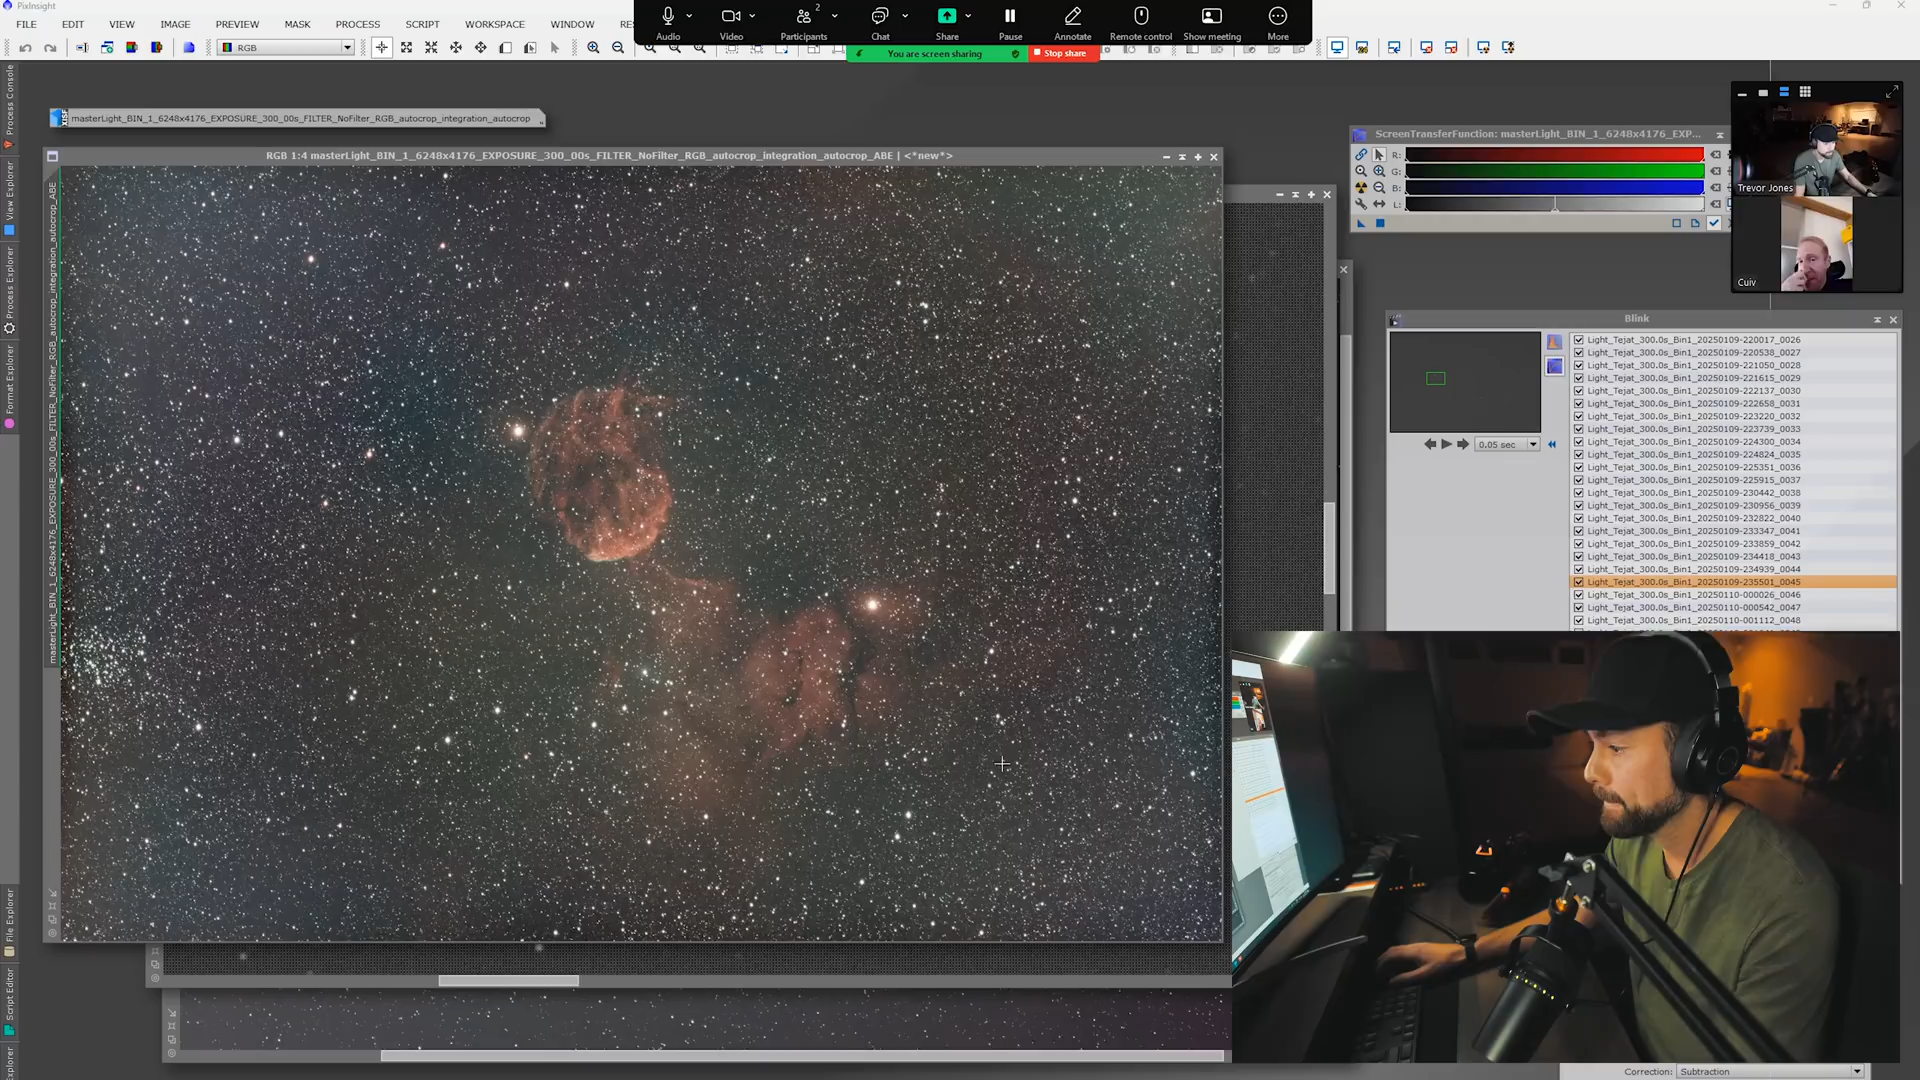 PixInsight
FILE EDIT VIEW IMAGE PREVIEW MASK PROCESS SCRIPT WORKSPACE WINDOW RES
RGB
2
Audio Video Participants Chat Share Pause Annotate Remote control Show meeting More
You are screen sharing
Stop share
Process Console
View Explorer
Process Explorer
Format Explorer
File Explorer
Script Editor
Explorer
masterLight_BIN_1_6248x4176_EXPOSURE_300_00s_FILTER_NoFilter_RGB_autocrop_integration_autocrop
RGB 1:4 masterLight_BIN_1_6248x4176_EXPOSURE_300_00s_FILTER_NoFilter_RGB_autocrop_integration_autocrop_ABE | <*new*>
masterLight_BIN_1_6248x4176_EXPOSURE_300_00s_FILTER_NoFilter_RGB_autocrop_integration_autocrop_ABE
ScreenTransferFunction: masterLight_BIN_1_6248x4176_EXP...
R:
G:
B:
L:
Trevor Jones
Cuiv
Blink
0.05 sec
Light_Tejat_300.0s_Bin1_20250109-220017_0026
Light_Tejat_300.0s_Bin1_20250109-220538_0027
Light_Tejat_300.0s_Bin1_20250109-221050_0028
Light_Tejat_300.0s_Bin1_20250109-221615_0029
Light_Tejat_300.0s_Bin1_20250109-222137_0030
Light_Tejat_300.0s_Bin1_20250109-222658_0031
Light_Tejat_300.0s_Bin1_20250109-223220_0032
Light_Tejat_300.0s_Bin1_20250109-223739_0033
Light_Tejat_300.0s_Bin1_20250109-224300_0034
Light_Tejat_300.0s_Bin1_20250109-224824_0035
Light_Tejat_300.0s_Bin1_20250109-225351_0036
Light_Tejat_300.0s_Bin1_20250109-225915_0037
Light_Tejat_300.0s_Bin1_20250109-230442_0038
Light_Tejat_300.0s_Bin1_20250109-230956_0039
Light_Tejat_300.0s_Bin1_20250109-232822_0040
Light_Tejat_300.0s_Bin1_20250109-233347_0041
Light_Tejat_300.0s_Bin1_20250109-233859_0042
Light_Tejat_300.0s_Bin1_20250109-234418_0043
Light_Tejat_300.0s_Bin1_20250109-234939_0044
Light_Tejat_300.0s_Bin1_20250109-235501_0045
Light_Tejat_300.0s_Bin1_20250110-000026_0046
Light_Tejat_300.0s_Bin1_20250110-000542_0047
Light_Tejat_300.0s_Bin1_20250110-001112_0048
Correction: Subtraction